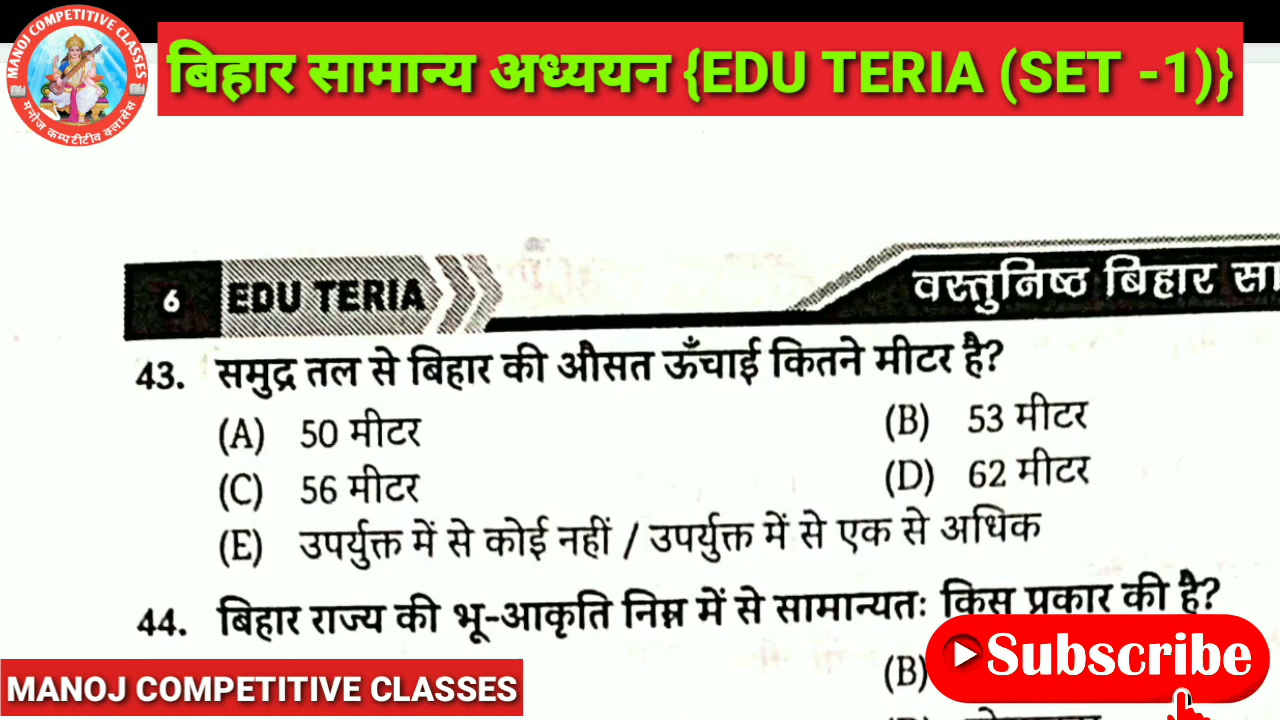 MANOJ COMPETITIVE CLASSES
मनोज कम्पटीटीव क्लासेस
बिहार सामान्य अध्ययन {EDU TERIA (SET -1)}
6 EDU TERIA
वस्तुनिष्ठ बिहार सा
43. समुद्र तल से बिहार की औसत ऊँचाई कितने मीटर है?
(A) 50 मीटर (B) 53 मीटर
(C) 56 मीटर (D) 62 मीटर
(E) उपर्युक्त में से कोई नहीं / उपर्युक्त में से एक से अधिक
44. बिहार राज्य की भू-आकृति निम्न में से सामान्यतः किस प्रकार की है?
(B)
Subscribe
MANOJ COMPETITIVE CLASSES